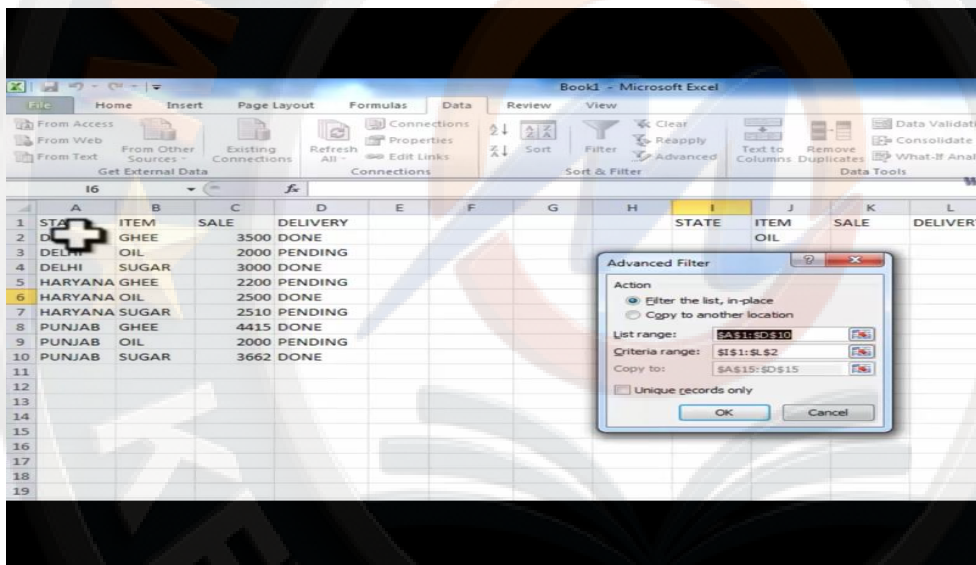 Book1 - Microsoft Excel
File Home Insert Page Layout Formulas Data Review View
From Access
From Web
From Text
From Other Sources
Existing Connections
Get External Data
Refresh All
Connections
Properties
Edit Links
Connections
Sort
Filter
Clear
Reapply
Advanced
Sort & Filter
Text to Columns
Remove Duplicates
Data Validati
Consolidate
What-If Anal
Data Tools
I6 fx
A B C D E F G H I J K L
1 ITEM SALE DELIVERY STATE ITEM SALE DELIVER
2 GHEE 3500 DONE OIL
3 DELHI OIL 2000 PENDING
4 DELHI SUGAR 3000 DONE
5 HARYANA GHEE 2200 PENDING
6 HARYANA OIL 2500 DONE
7 HARYANA SUGAR 2510 PENDING
8 PUNJAB GHEE 4415 DONE
9 PUNJAB OIL 2000 PENDING
10 PUNJAB SUGAR 3662 DONE
11
12
13
14
15
16
17
18
19
Advanced Filter
Action
Filter the list, in-place
Copy to another location
List range: $A$1:$D$10
Criteria range: $I$1:$L$2
Copy to: $A$15:$D$15
Unique records only
OK Cancel